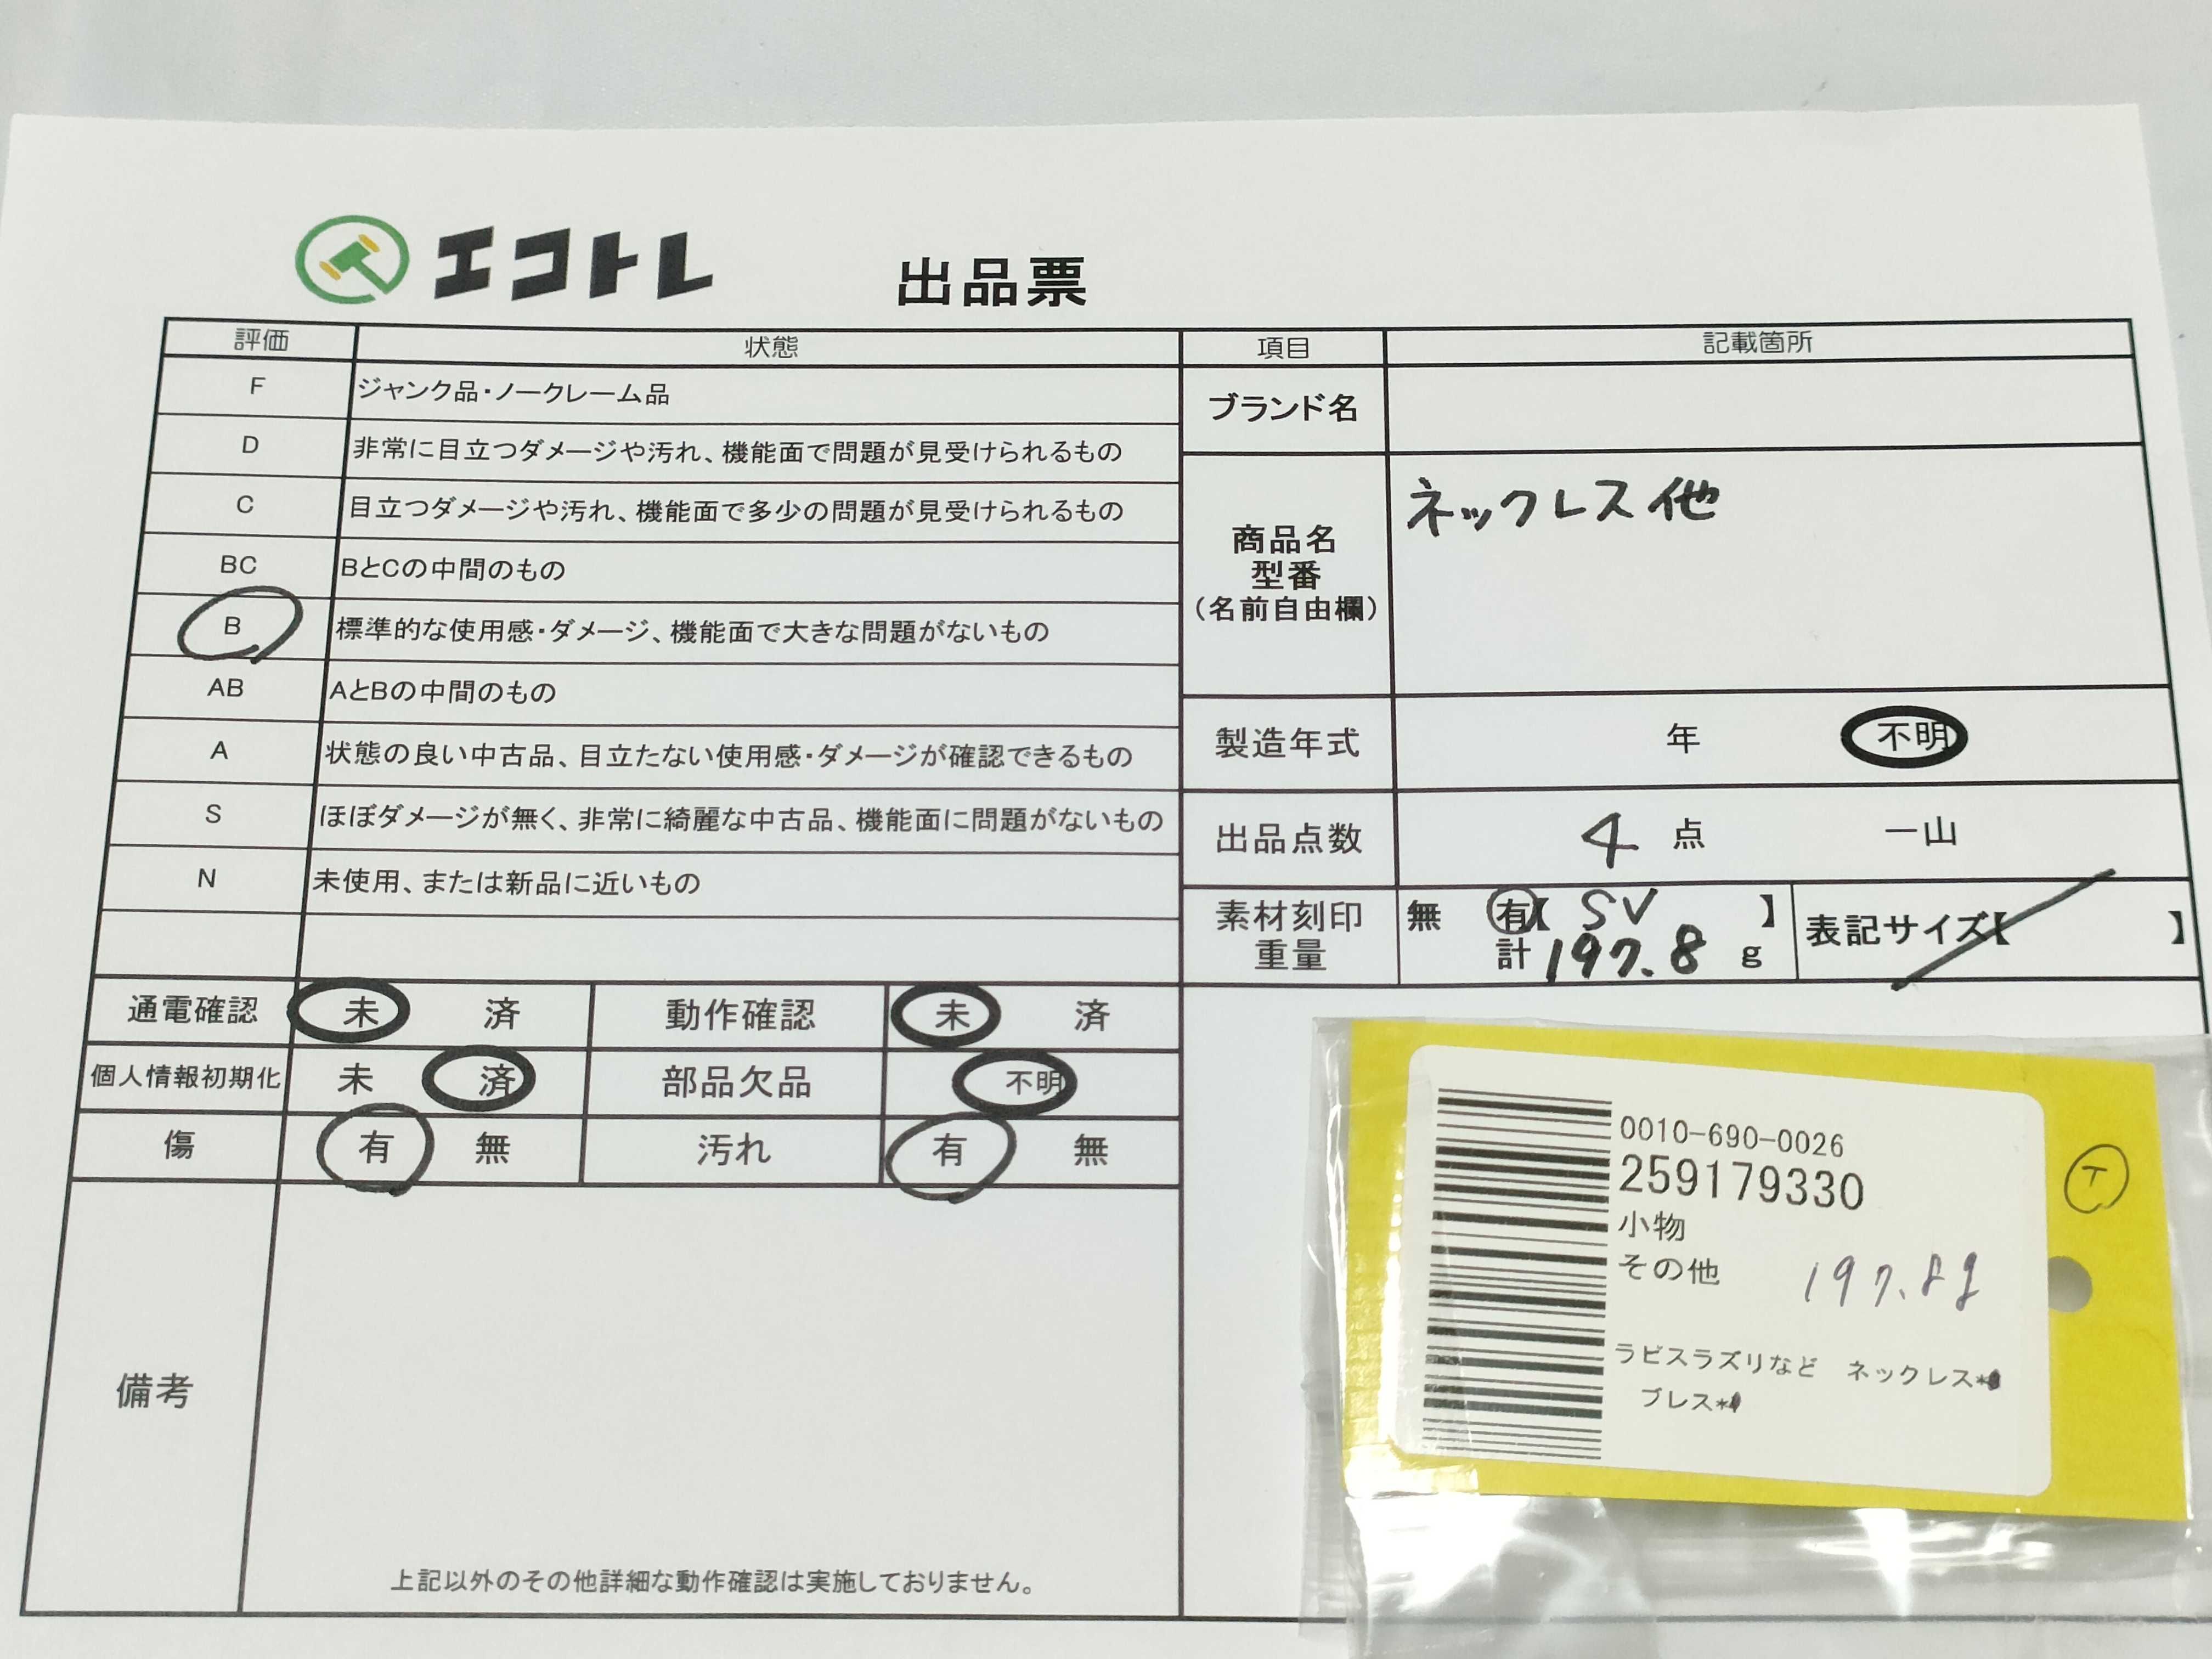 エコトレ
出品票
評価 状態
F ジャンク品・ノークレーム品
D 非常に目立つダメージや汚れ、機能面で問題が見受けられるもの
C 目立つダメージや汚れ、機能面で多少の問題が見受けられるもの
BC BとCの中間のもの
B 標準的な使用感・ダメージ、機能面で大きな問題がないもの
AB AとBの中間のもの
A 状態の良い中古品、目立たない使用感・ダメージが確認できるもの
S ほぼダメージが無く、非常に綺麗な中古品、機能面に問題がないもの
N 未使用、または新品に近いもの
項目 記載箇所
ブランド名
商品名
型番
(名前自由欄)
ネックレス他
製造年式 年 不明
出品点数 4 点 一山
素材刻印
重量
無 有【 SV 】
計 197.8 g
表記サイズ【 】
通電確認 未 済 動作確認 未 済
個人情報初期化 未 済 部品欠品 不明
傷 有 無 汚れ 有 無
備考
上記以外のその他詳細な動作確認は実施しておりません。
0010-690-0026
259179330
小物
その他 197.8g
ラピスラズリなど ネックレス*
ブレス*
T